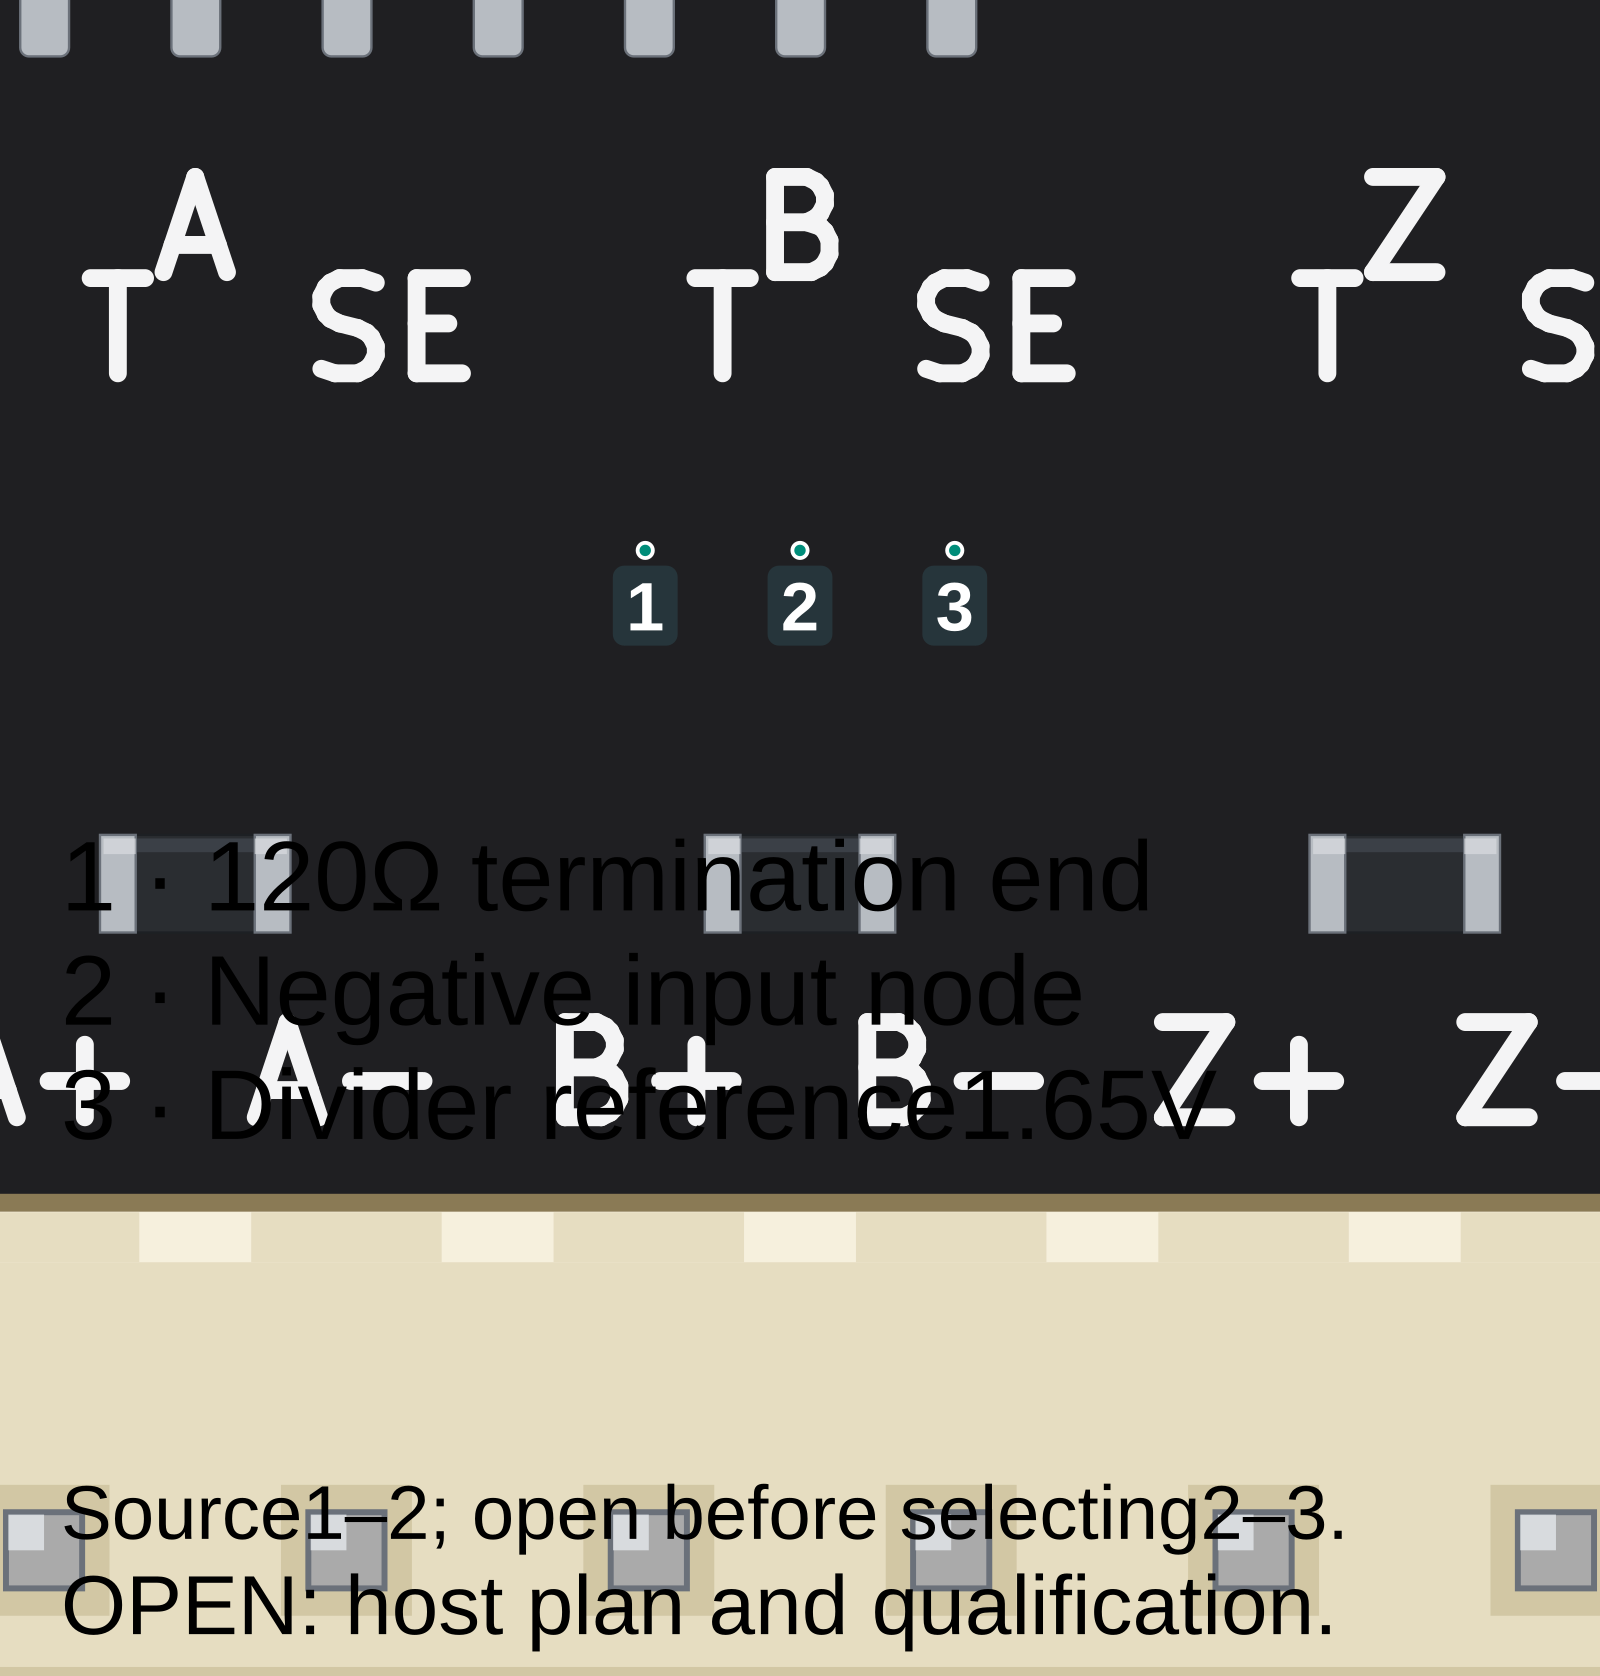 A B Z
T SE T SE T S
1 2 3
1 · 120Ω termination end
2 · Negative input node
A+ A- B+ B- Z+ Z-
3 · Divider reference1.65V
Source1–2; open before selecting2–3.
OPEN: host plan and qualification.